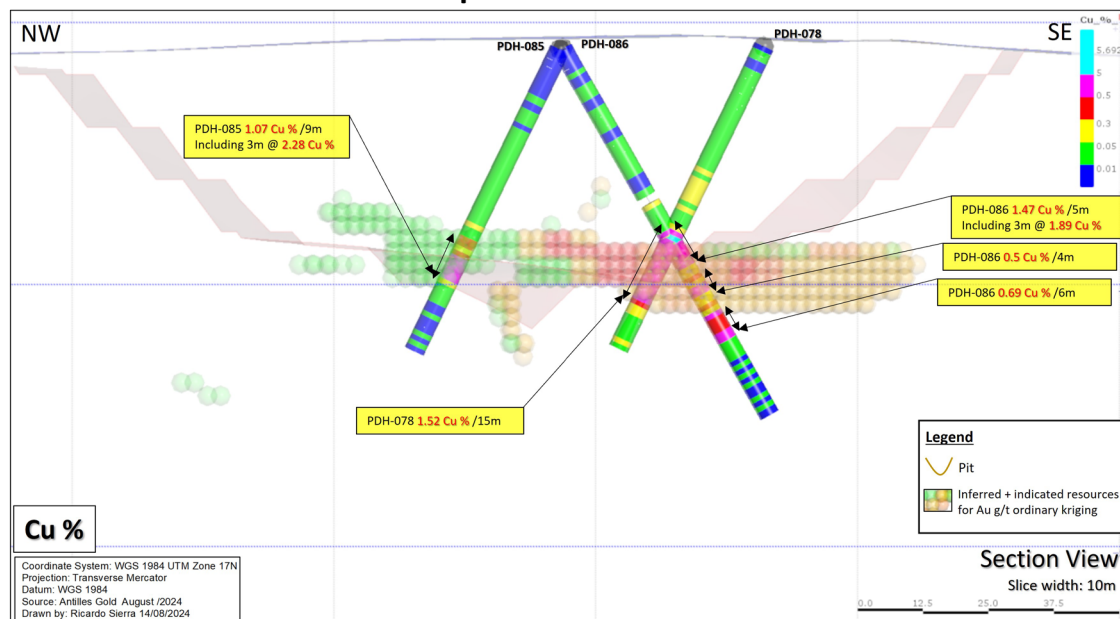 NW
PDH-085
PDH-086
PDH-078
SE
Cu_%_
5.692
5
0.5
0.3
0.05
0.01
PDH-085 1.07 Cu % /9m
Including 3m @ 2.28 Cu %
PDH-086 1.47 Cu % /5m
Including 3m @ 1.89 Cu %
PDH-086 0.5 Cu % /4m
PDH-086 0.69 Cu % /6m
PDH-078 1.52 Cu % /15m
Legend
Pit
Inferred + indicated resources
for Au g/t ordinary kriging
Cu %
Coordinate System: WGS 1984 UTM Zone 17N
Projection: Transverse Mercator
Datum: WGS 1984
Source: Antilles Gold August /2024
Drawn by: Ricardo Sierra 14/08/2024
Section View
Slice width: 10m
0.0 12.5 25.0 37.5